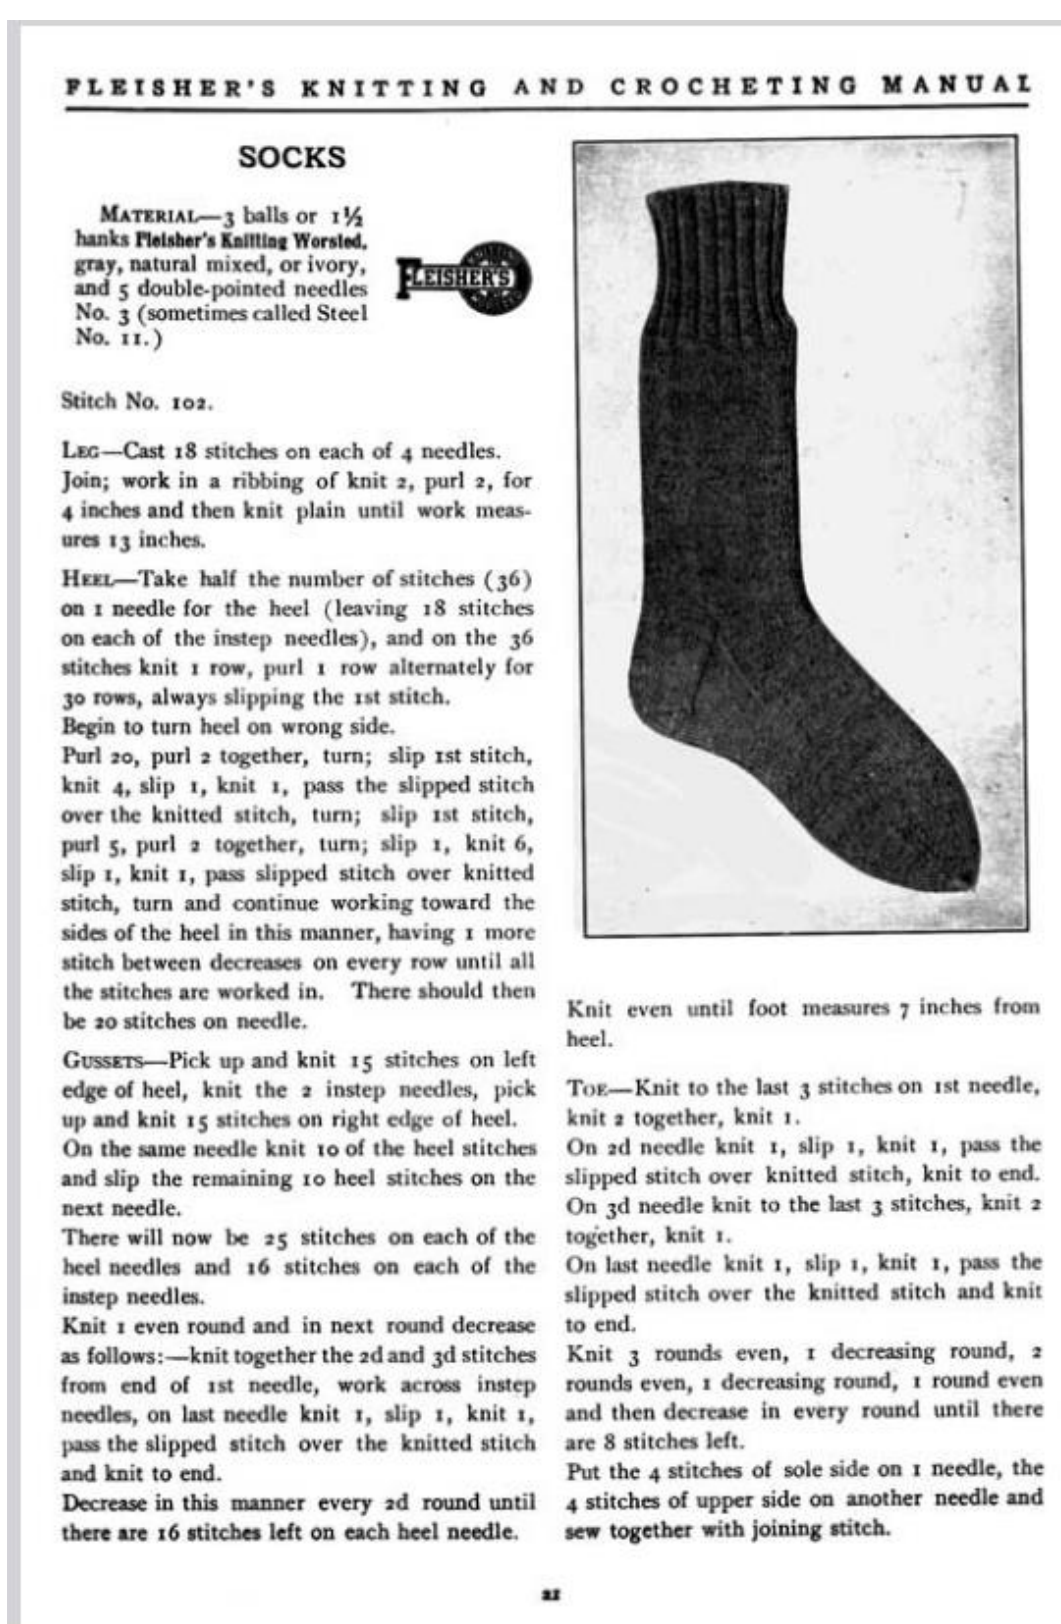 FLEISHER'S KNITTING AND CROCHETING MANUAL
SOCKS
MATERIAL—3 balls or 1½
hanks Fleisher's Knitting Worsted,
gray, natural mixed, or ivory,
and 5 double-pointed needles
No. 3 (sometimes called Steel
No. 11.)
FLEISHER'S
Stitch No. 102.
LEG—Cast 18 stitches on each of 4 needles.
Join; work in a ribbing of knit 2, purl 2, for
4 inches and then knit plain until work meas-
ures 13 inches.
HEEL—Take half the number of stitches (36)
on 1 needle for the heel (leaving 18 stitches
on each of the instep needles), and on the 36
stitches knit 1 row, purl 1 row alternately for
30 rows, always slipping the 1st stitch.
Begin to turn heel on wrong side.
Purl 20, purl 2 together, turn; slip 1st stitch,
knit 4, slip 1, knit 1, pass the slipped stitch
over the knitted stitch, turn; slip 1st stitch,
purl 5, purl 2 together, turn; slip 1, knit 6,
slip 1, knit 1, pass slipped stitch over knitted
stitch, turn and continue working toward the
sides of the heel in this manner, having 1 more
stitch between decreases on every row until all
the stitches are worked in. There should then
be 20 stitches on needle.
GUSSETS—Pick up and knit 15 stitches on left
edge of heel, knit the 2 instep needles, pick
up and knit 15 stitches on right edge of heel.
On the same needle knit 10 of the heel stitches
and slip the remaining 10 heel stitches on the
next needle.
There will now be 25 stitches on each of the
heel needles and 16 stitches on each of the
instep needles.
Knit 1 even round and in next round decrease
as follows:—knit together the 2d and 3d stitches
from end of 1st needle, work across instep
needles, on last needle knit 1, slip 1, knit 1,
pass the slipped stitch over the knitted stitch
and knit to end.
Decrease in this manner every 2d round until
there are 16 stitches left on each heel needle.
Knit even until foot measures 7 inches from
heel.
TOE—Knit to the last 3 stitches on 1st needle,
knit 2 together, knit 1.
On 2d needle knit 1, slip 1, knit 1, pass the
slipped stitch over knitted stitch, knit to end.
On 3d needle knit to the last 3 stitches, knit 2
together, knit 1.
On last needle knit 1, slip 1, knit 1, pass the
slipped stitch over the knitted stitch and knit
to end.
Knit 3 rounds even, 1 decreasing round, 2
rounds even, 1 decreasing round, 1 round even
and then decrease in every round until there
are 8 stitches left.
Put the 4 stitches of sole side on 1 needle, the
4 stitches of upper side on another needle and
sew together with joining stitch.
21